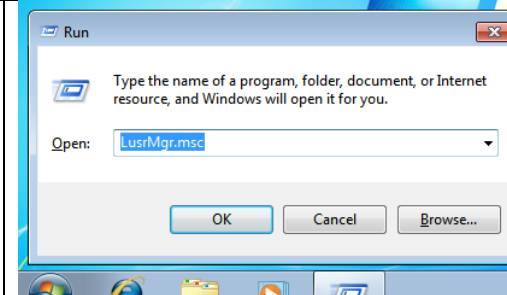 Run
Type the name of a program, folder, document, or Internet
resource, and Windows will open it for you.
Open: LusrMgr.msc
OK Cancel Browse...